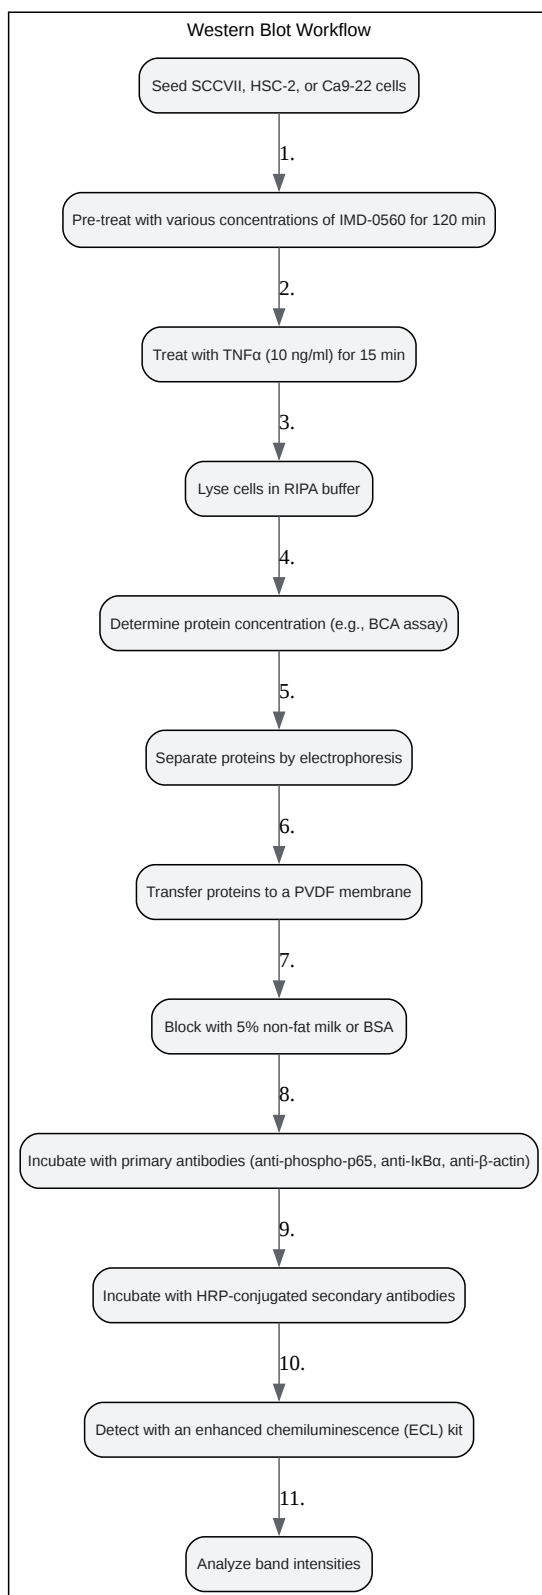 Western Blot Workflow
Seed SCCVII, HSC-2, or Ca9-22 cells
1.
Pre-treat with various concentrations of IMD-0560 for 120 min
2.
Treat with TNFα (10 ng/ml) for 15 min
3.
Lyse cells in RIPA buffer
4.
Determine protein concentration (e.g., BCA assay)
5.
Separate proteins by electrophoresis
6.
Transfer proteins to a PVDF membrane
7.
Block with 5% non-fat milk or BSA
8.
Incubate with primary antibodies (anti-phospho-p65, anti-IκBα, anti-β-actin)
9.
Incubate with HRP-conjugated secondary antibodies
10.
Detect with an enhanced chemiluminescence (ECL) kit
11.
Analyze band intensities